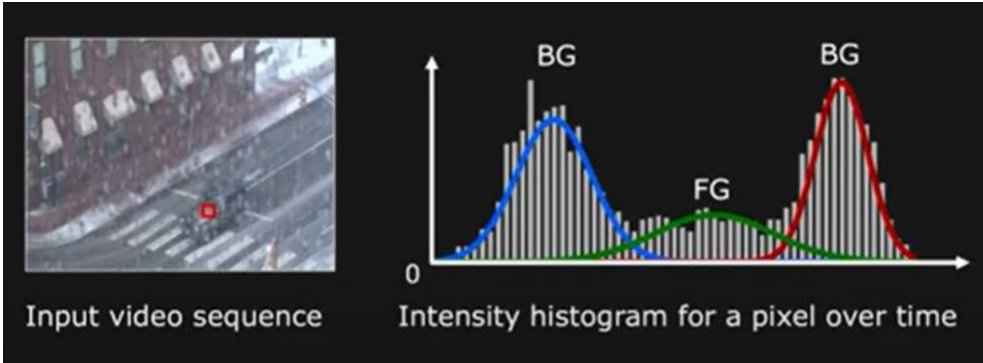 BG
BG
FG
0
Input video sequence
Intensity histogram for a pixel over time